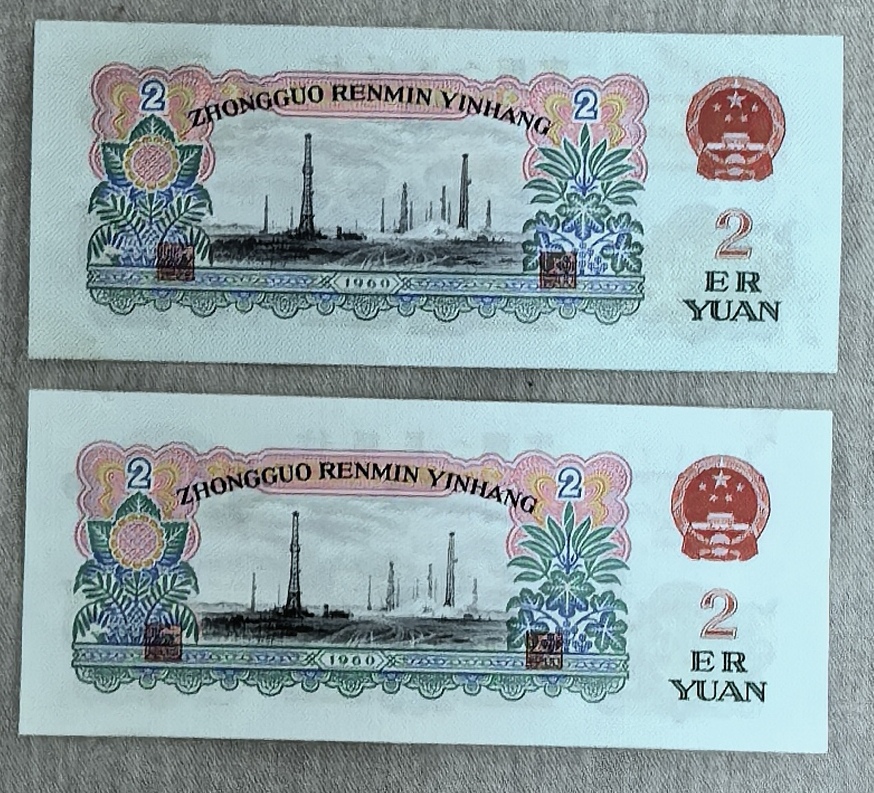 2 ZHONGGUO RENMIN YINHANG 2
2
ER
YUAN
1960
2 ZHONGGUO RENMIN YINHANG 2
2
ER
YUAN
1960